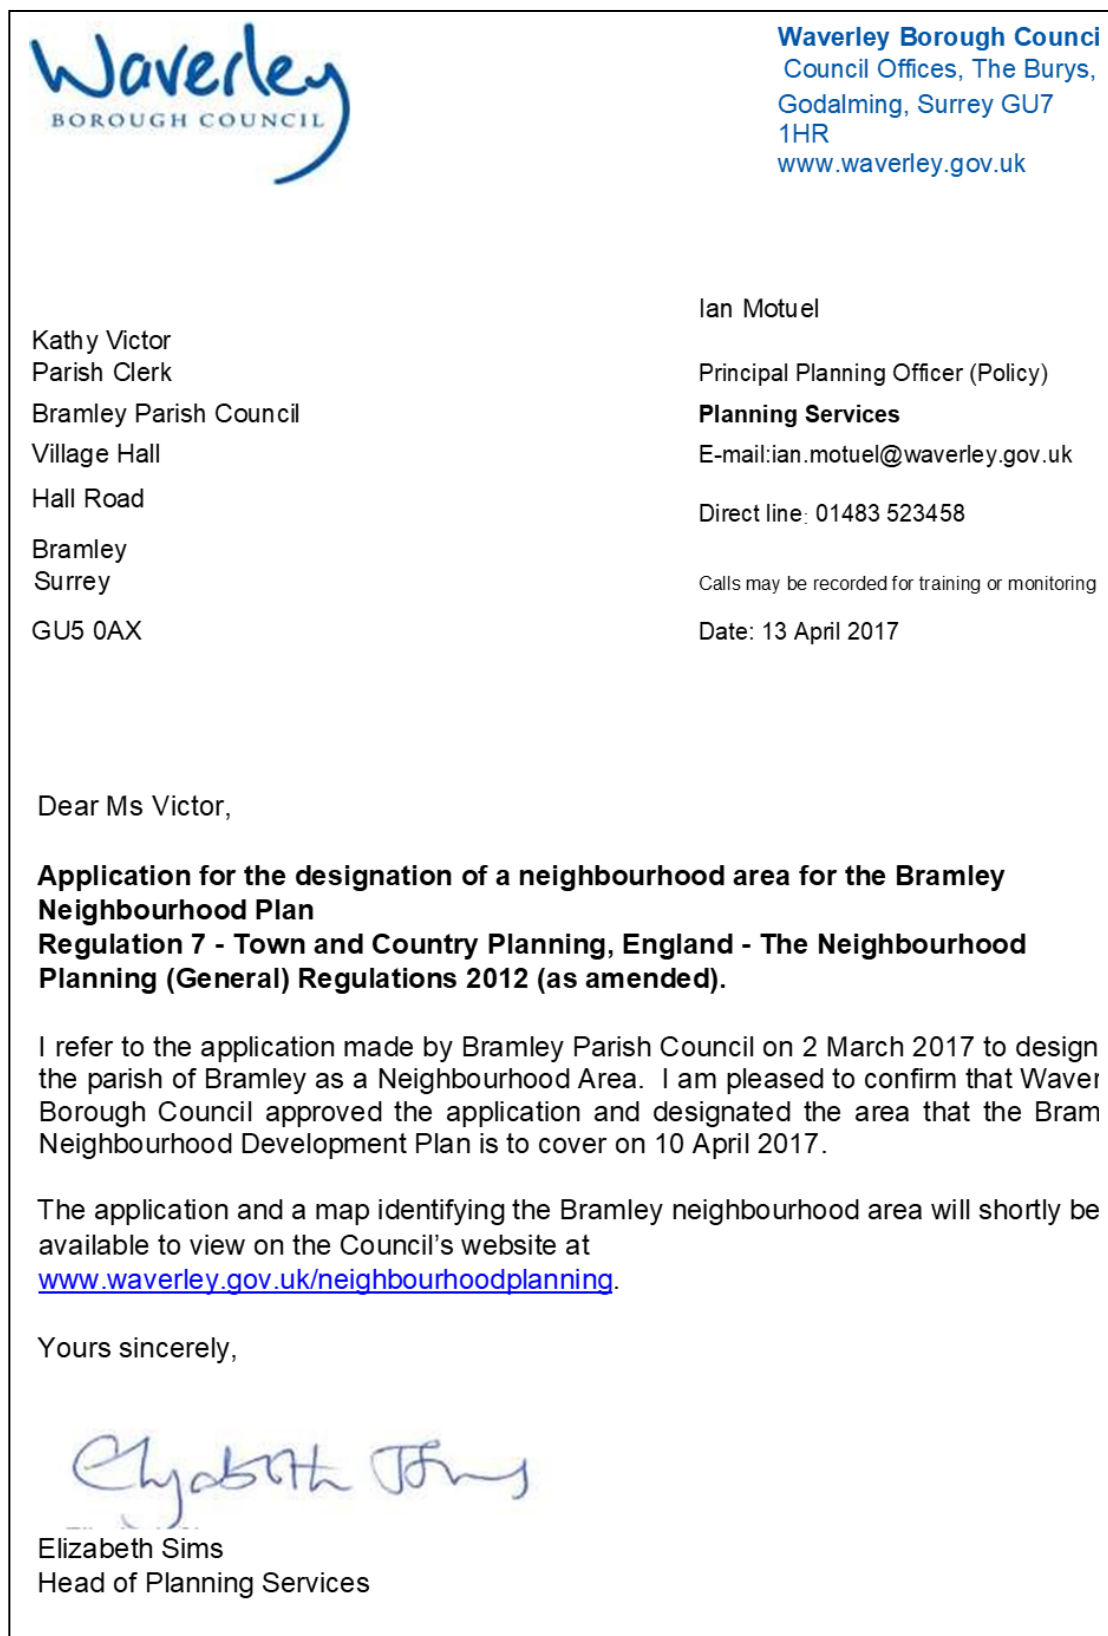 Waverley
BOROUGH COUNCIL
Waverley Borough Counci
Council Offices, The Burys,
Godalming, Surrey GU7
1HR
www.waverley.gov.uk
Kathy Victor
Parish Clerk
Bramley Parish Council
Village Hall
Hall Road
Bramley
Surrey
GU5 0AX
Ian Motuel
Principal Planning Officer (Policy)
Planning Services
E-mail:ian.motuel@waverley.gov.uk
Direct line: 01483 523458
Calls may be recorded for training or monitoring
Date: 13 April 2017
Dear Ms Victor,
Application for the designation of a neighbourhood area for the Bramley
Neighbourhood Plan
Regulation 7 - Town and Country Planning, England - The Neighbourhood
Planning (General) Regulations 2012 (as amended).
I refer to the application made by Bramley Parish Council on 2 March 2017 to design
the parish of Bramley as a Neighbourhood Area.  I am pleased to confirm that Waver
Borough Council approved the application and designated the area that the Bram
Neighbourhood Development Plan is to cover on 10 April 2017.
The application and a map identifying the Bramley neighbourhood area will shortly be
available to view on the Council’s website at
www.waverley.gov.uk/neighbourhoodplanning.
Yours sincerely,
Elizabeth Sims
Elizabeth Sims
Head of Planning Services